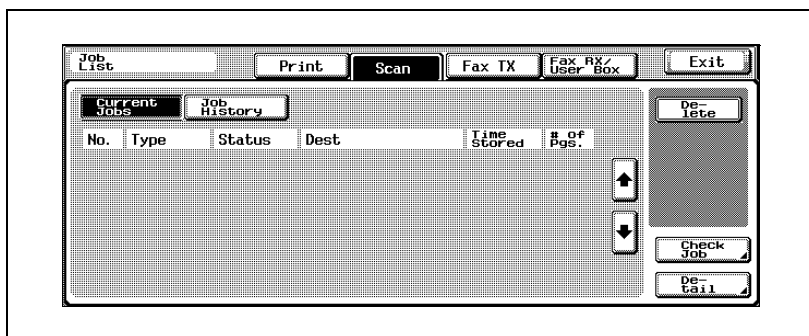 Job
List
Print
Scan
Fax TX
Fax RX/
User Box
Exit
Current
Jobs
Job
History
De-
lete
No. Type Status Dest Time
Stored # of
Pgs.
Check
Job
De-
tail